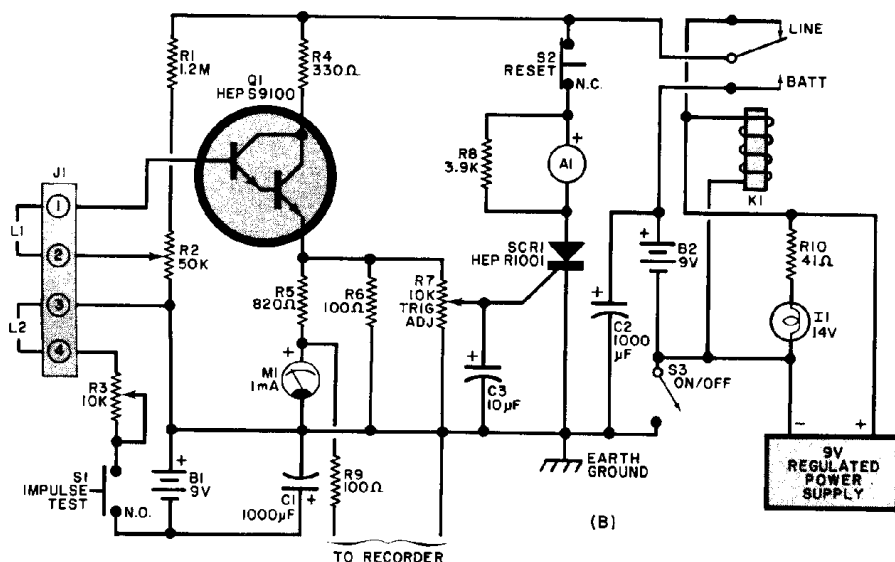 R1
1.2M
Q1
HEP S9100
R4
330Ω
S2
RESET
N.C.
LINE
BATT
R8
3.9K
+
A1
K1
J1
1
L1
2
R2
50K
3
L2
4
SCR1
HEP R1001
+
B2
9V
R10
41Ω
I1
14V
R5
820Ω
R6
100Ω
R7
10K
TRIG
ADJ
+
C2
1000
µF
+
M1
1mA
+
C3
10µF
S3
ON/OFF
R3
10K
- +
9V
REGULATED
POWER
SUPPLY
EARTH
GROUND
S1
IMPULSE
TEST
N.O.
+
B1
9V
C1
1000µF
+
R9
100Ω
(B)
TO RECORDER